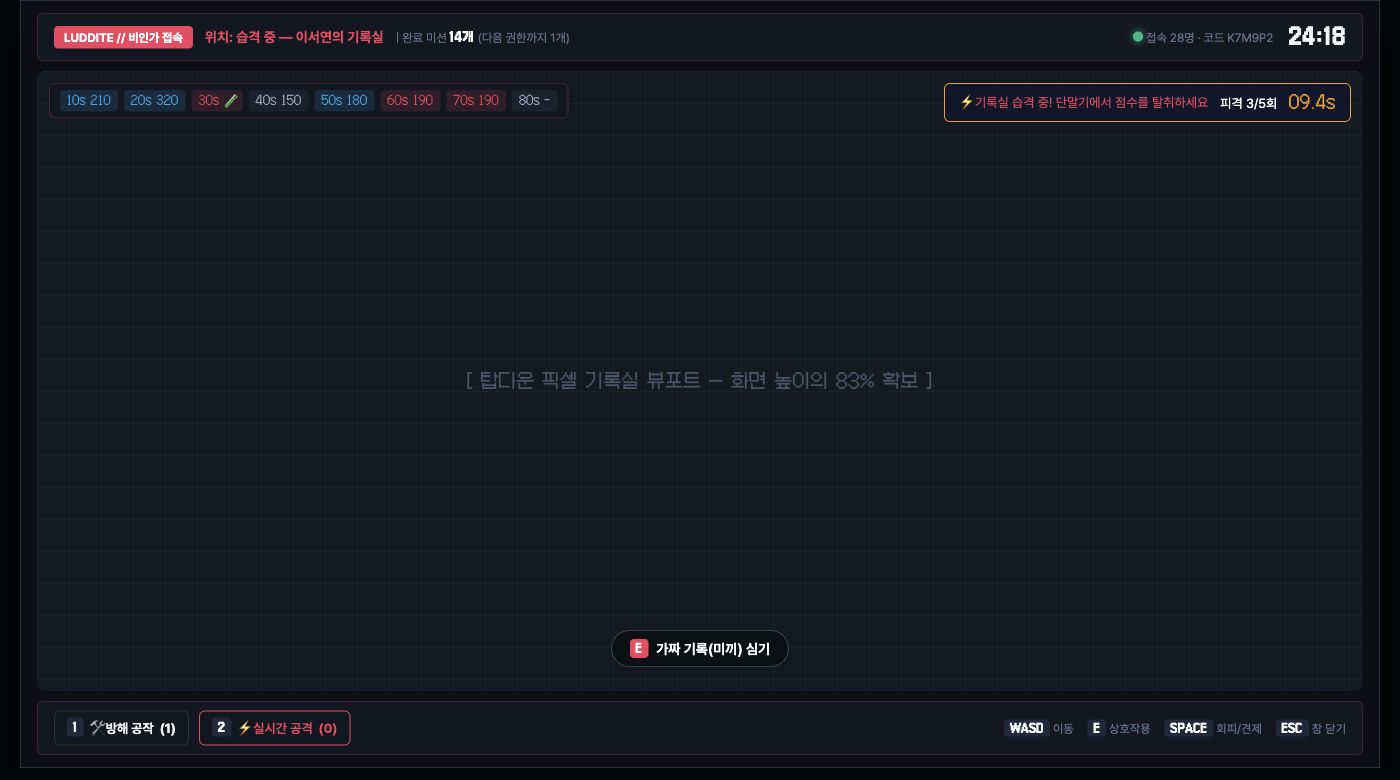 LUDDITE // 비인가 접속 위치: 습격 중 — 이서연의 기록실 | 완료 미션 14개 (다음 권한까지 1개) 접속 28명 · 코드 K7M9P2 24:18
10s 210 20s 320 30s 40s 150 50s 180 60s 190 70s 190 80s - ⚡기록실 습격 중! 단말기에서 점수를 탈취하세요 피격 3/5회 09.4s
[ 탑다운 픽셀 기록실 뷰포트 — 화면 높이의 83% 확보 ]
E 가짜 기록(미끼) 심기
1 🛠방해 공작 (1) 2 ⚡실시간 공격 (0) WASD 이동 E 상호작용 SPACE 회피/견제 ESC 창 닫기